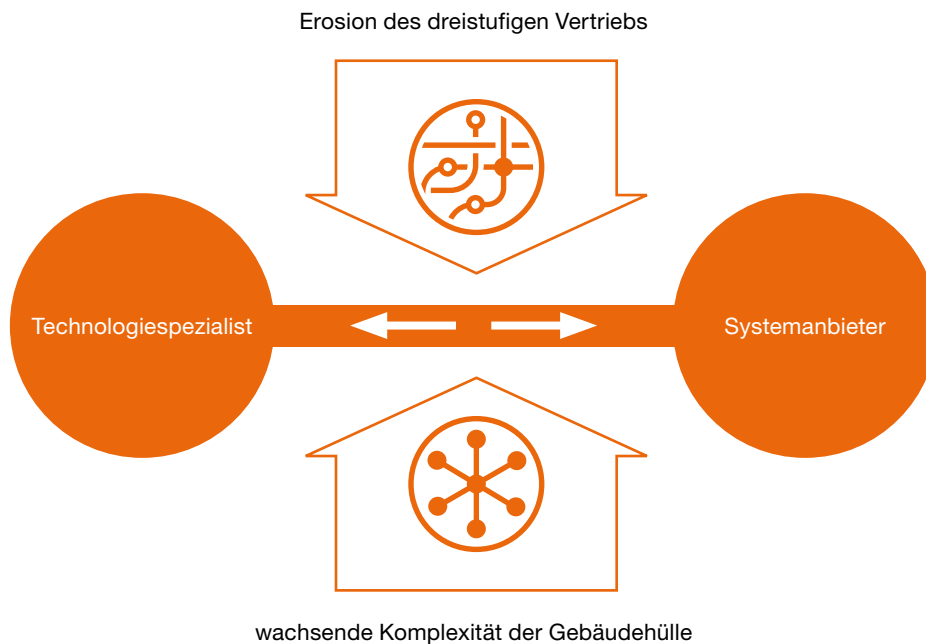 Erosion des dreistufigen Vertriebs
Technologiespezialist
Systemanbieter
wachsende Komplexität der Gebäudehülle